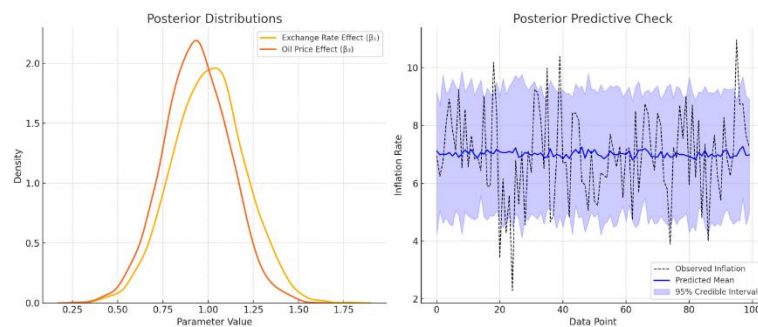 Posterior Distributions
Exchange Rate Effect (β₁)
Oil Price Effect (β₂)
Density
2.0
1.5
1.0
0.5
0.0
0.25
0.50
0.75
1.00
1.25
1.50
1.75
Parameter Value
Posterior Predictive Check
Inflation Rate
10
8
6
4
2
Observed Inflation
Predicted Mean
95% Credible Interval
0
20
40
60
80
100
Data Point